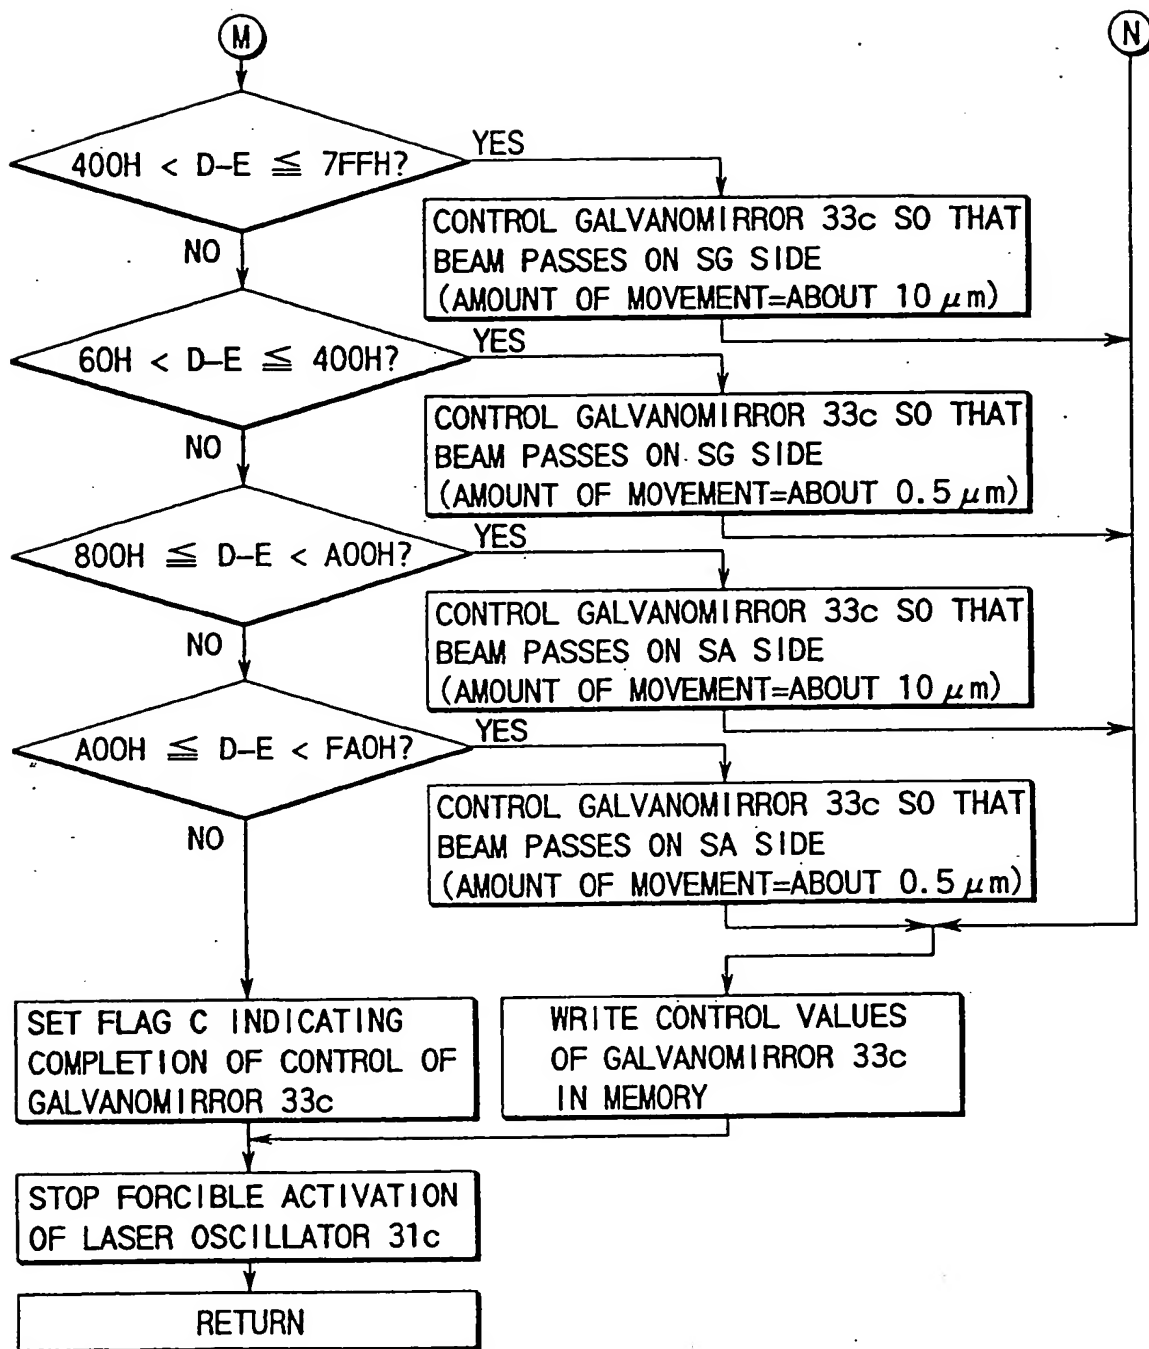 M
N
400H < D-E ≦ 7FFH?
YES
CONTROL GALVANOMIRROR 33c SO THAT
BEAM PASSES ON SG SIDE
(AMOUNT OF MOVEMENT=ABOUT 10 μm)
NO
60H < D-E ≦ 400H?
YES
CONTROL GALVANOMIRROR 33c SO THAT
BEAM PASSES ON SG SIDE
(AMOUNT OF MOVEMENT=ABOUT 0.5 μm)
NO
800H ≦ D-E < A00H?
YES
CONTROL GALVANOMIRROR 33c SO THAT
BEAM PASSES ON SA SIDE
(AMOUNT OF MOVEMENT=ABOUT 10 μm)
NO
A00H ≦ D-E < FA0H?
YES
CONTROL GALVANOMIRROR 33c SO THAT
BEAM PASSES ON SA SIDE
(AMOUNT OF MOVEMENT=ABOUT 0.5 μm)
NO
SET FLAG C INDICATING
COMPLETION OF CONTROL OF
GALVANOMIRROR 33c
WRITE CONTROL VALUES
OF GALVANOMIRROR 33c
IN MEMORY
STOP FORCIBLE ACTIVATION
OF LASER OSCILLATOR 31c
RETURN